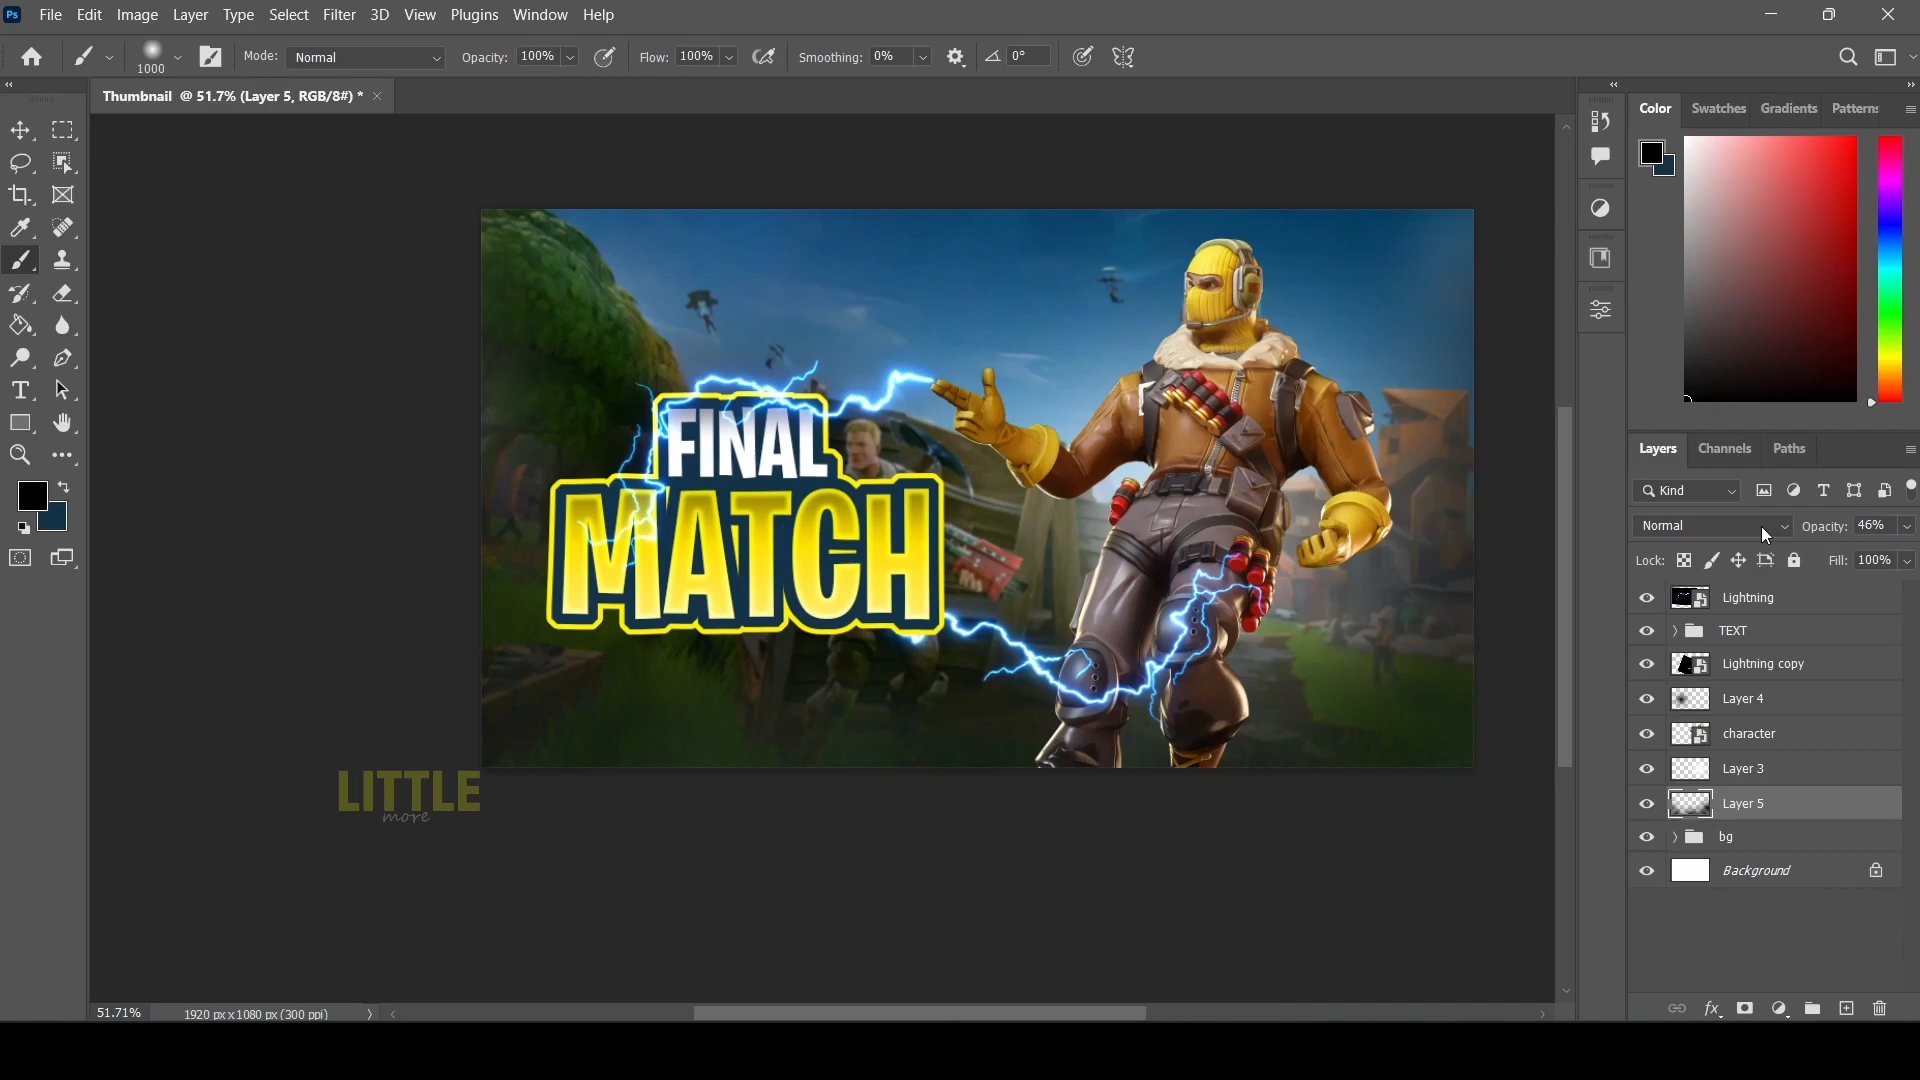 Ps File Edit Image Layer Type Select Filter 3D View Plugins Window Help
1000 Mode: Normal Opacity: 100% Flow: 100% Smoothing: 0% 0°
Thumbnail @ 51.7% (Layer 5, RGB/8#) *
Color Swatches Gradients Patterns
FINAL
MATCH
LITTLE
more
Layers Channels Paths
Kind
Normal Opacity: 46%
Lock: Fill: 100%
Lightning
TEXT
Lightning copy
Layer 4
character
Layer 3
Layer 5
bg
Background
fx
51.71% 1920 px x 1080 px (300 ppi)